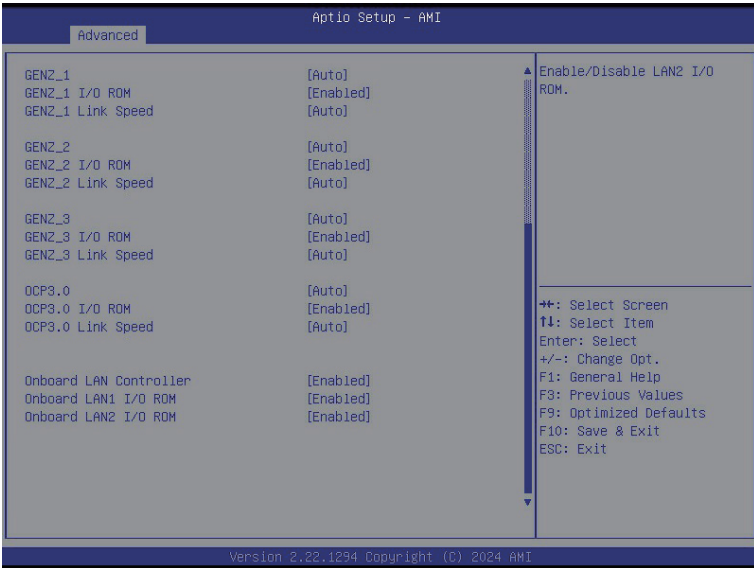 Aptio Setup – AMI
Advanced
GENZ_1 [Auto]
GENZ_1 I/O ROM [Enabled]
GENZ_1 Link Speed [Auto]
GENZ_2 [Auto]
GENZ_2 I/O ROM [Enabled]
GENZ_2 Link Speed [Auto]
GENZ_3 [Auto]
GENZ_3 I/O ROM [Enabled]
GENZ_3 Link Speed [Auto]
OCP3.0 [Auto]
OCP3.0 I/O ROM [Enabled]
OCP3.0 Link Speed [Auto]
Onboard LAN Controller [Enabled]
Onboard LAN1 I/O ROM [Enabled]
Onboard LAN2 I/O ROM [Enabled]
Enable/Disable LAN2 I/O
ROM.
→←: Select Screen
↑↓: Select Item
Enter: Select
+/-: Change Opt.
F1: General Help
F3: Previous Values
F9: Optimized Defaults
F10: Save & Exit
ESC: Exit
Version 2.22.1294 Copyright (C) 2024 AMI